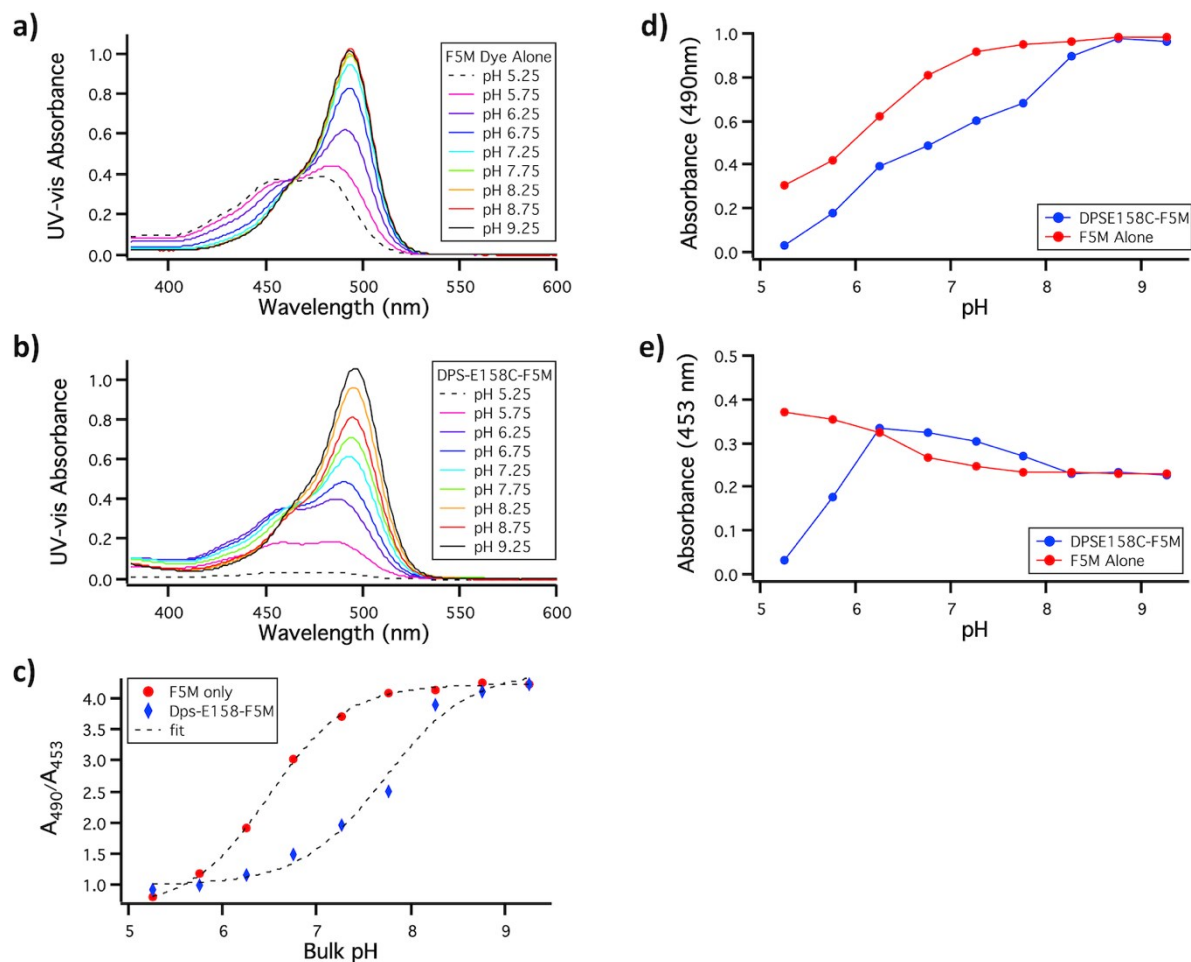 a)
UV-vis Absorbance
1.0
0.8
0.6
0.4
0.2
0.0
400
450
500
550
600
Wavelength (nm)
F5M Dye Alone
pH 5.25
pH 5.75
pH 6.25
pH 6.75
pH 7.25
pH 7.75
pH 8.25
pH 8.75
pH 9.25
b)
UV-vis Absorbance
1.0
0.8
0.6
0.4
0.2
0.0
400
450
500
550
600
Wavelength (nm)
DPS-E158C-F5M
pH 5.25
pH 5.75
pH 6.25
pH 6.75
pH 7.25
pH 7.75
pH 8.25
pH 8.75
pH 9.25
c)
A490/A453
4.0
3.5
3.0
2.5
2.0
1.5
1.0
5
6
7
8
9
Bulk pH
F5M only
Dps-E158-F5M
fit
d)
Absorbance (490nm)
1.0
0.8
0.6
0.4
0.2
0.0
5
6
7
8
9
pH
DPSE158C-F5M
F5M Alone
e)
Absorbance (453 nm)
0.5
0.4
0.3
0.2
0.1
0.0
5
6
7
8
9
pH
DPSE158C-F5M
F5M Alone